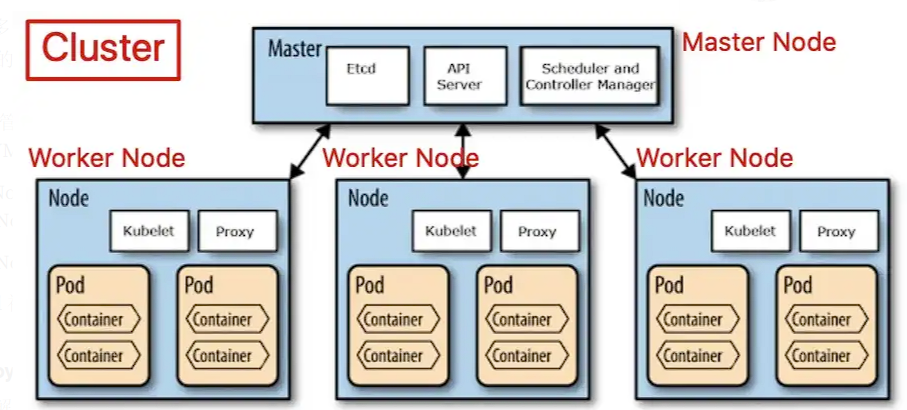 Cluster
Master
Etcd
API
Server
Scheduler and
Controller Manager
Master Node
Worker Node
Worker Node
Worker Node
Node
Kubelet
Proxy
Pod
Container
Container
Pod
Container
Container
Node
Kubelet
Proxy
Pod
Container
Container
Pod
Container
Container
Node
Kubelet
Proxy
Pod
Container
Container
Pod
Container
Container